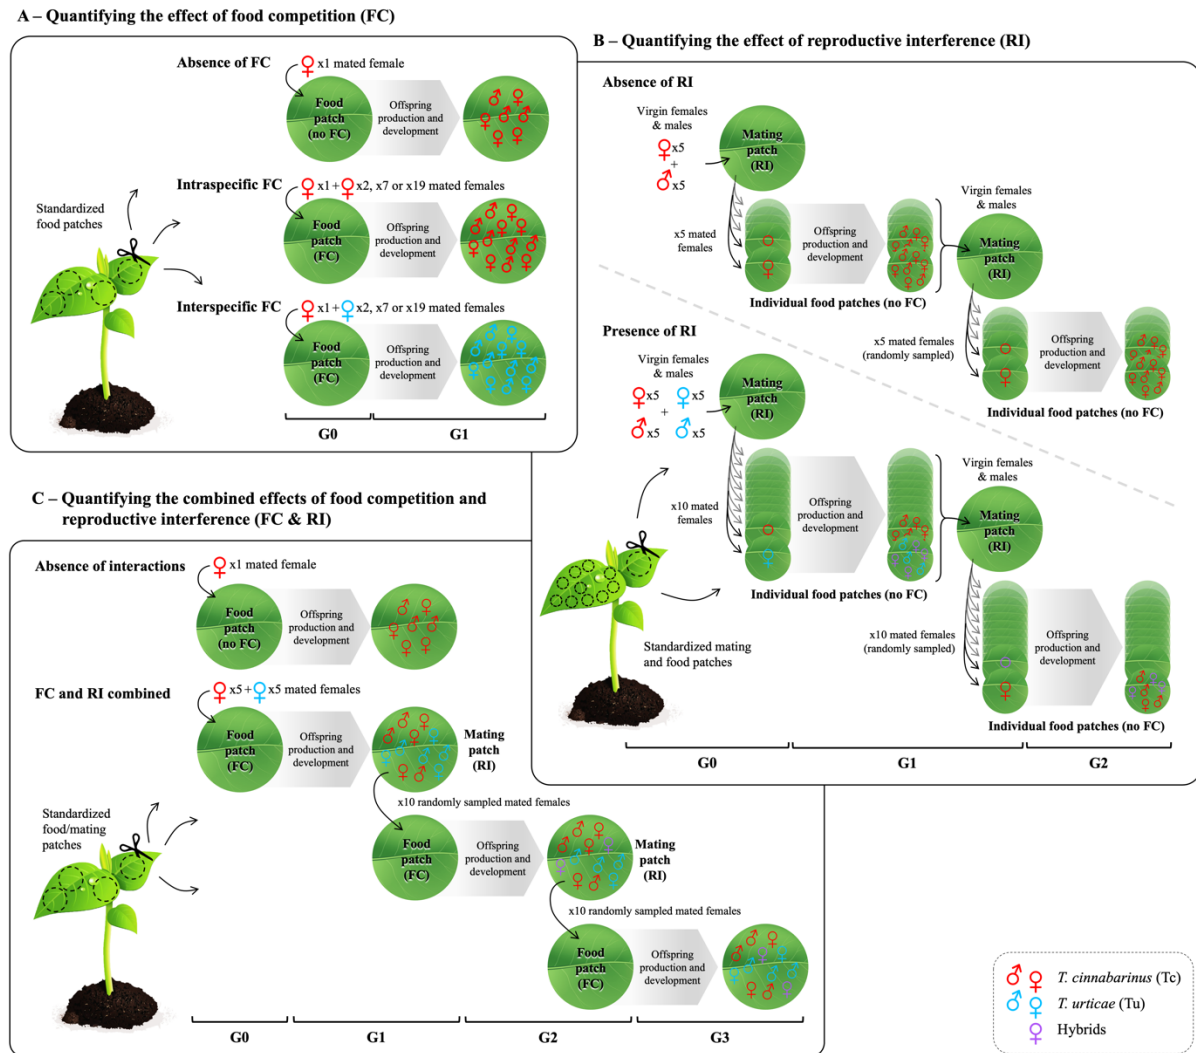 A – Quantifying the effect of food competition (FC)
Absence of FC
♀ x1 mated female
Food
patch
(no FC)
Offspring
production and
development
Intraspecific FC
♀ x1 + ♀ x2, x7 or x19 mated females
Food
patch
(FC)
Offspring
production and
development
Standardized
food patches
Interspecific FC
♀ x1 + ♀ x2, x7 or x19 mated females
Food
patch
(FC)
Offspring
production and
development
G0
G1
B – Quantifying the effect of reproductive interference (RI)
Absence of RI
Virgin females
& males
♀ x5
+
♂ x5
Mating
patch
(RI)
x5 mated
females
Offspring
production and
development
Individual food patches (no FC)
Virgin females
& males
Mating
patch
(RI)
x5 mated females
(randomly sampled)
Offspring
production and
development
Individual food patches (no FC)
Presence of RI
Virgin females
& males
♀ x5 ♀ x5
+
♂ x5 ♂ x5
Mating
patch
(RI)
x10 mated
females
Offspring
production and
development
Individual food patches (no FC)
Virgin females
& males
Mating
patch
(RI)
x10 mated females
(randomly sampled)
Offspring
production and
development
Individual food patches (no FC)
Standardized mating
and food patches
G0
G1
G2
C – Quantifying the combined effects of food competition and
reproductive interference (FC & RI)
Absence of interactions
♀ x1 mated female
Food
patch
(no FC)
Offspring
production and
development
FC and RI combined
♀ x5 + ♀ x5 mated females
Food
patch
(FC)
Offspring
production and
development
Mating
patch
(RI)
x10 randomly sampled mated females
Standardized
food/mating
patches
Food
patch
(FC)
Offspring
production and
development
Mating
patch
(RI)
x10 randomly sampled mated females
Food
patch
(FC)
Offspring
production and
development
G0
G1
G2
G3
♂ ♀ T. cinnabarinus (Tc)
♂ ♀ T. urticae (Tu)
♀ Hybrids